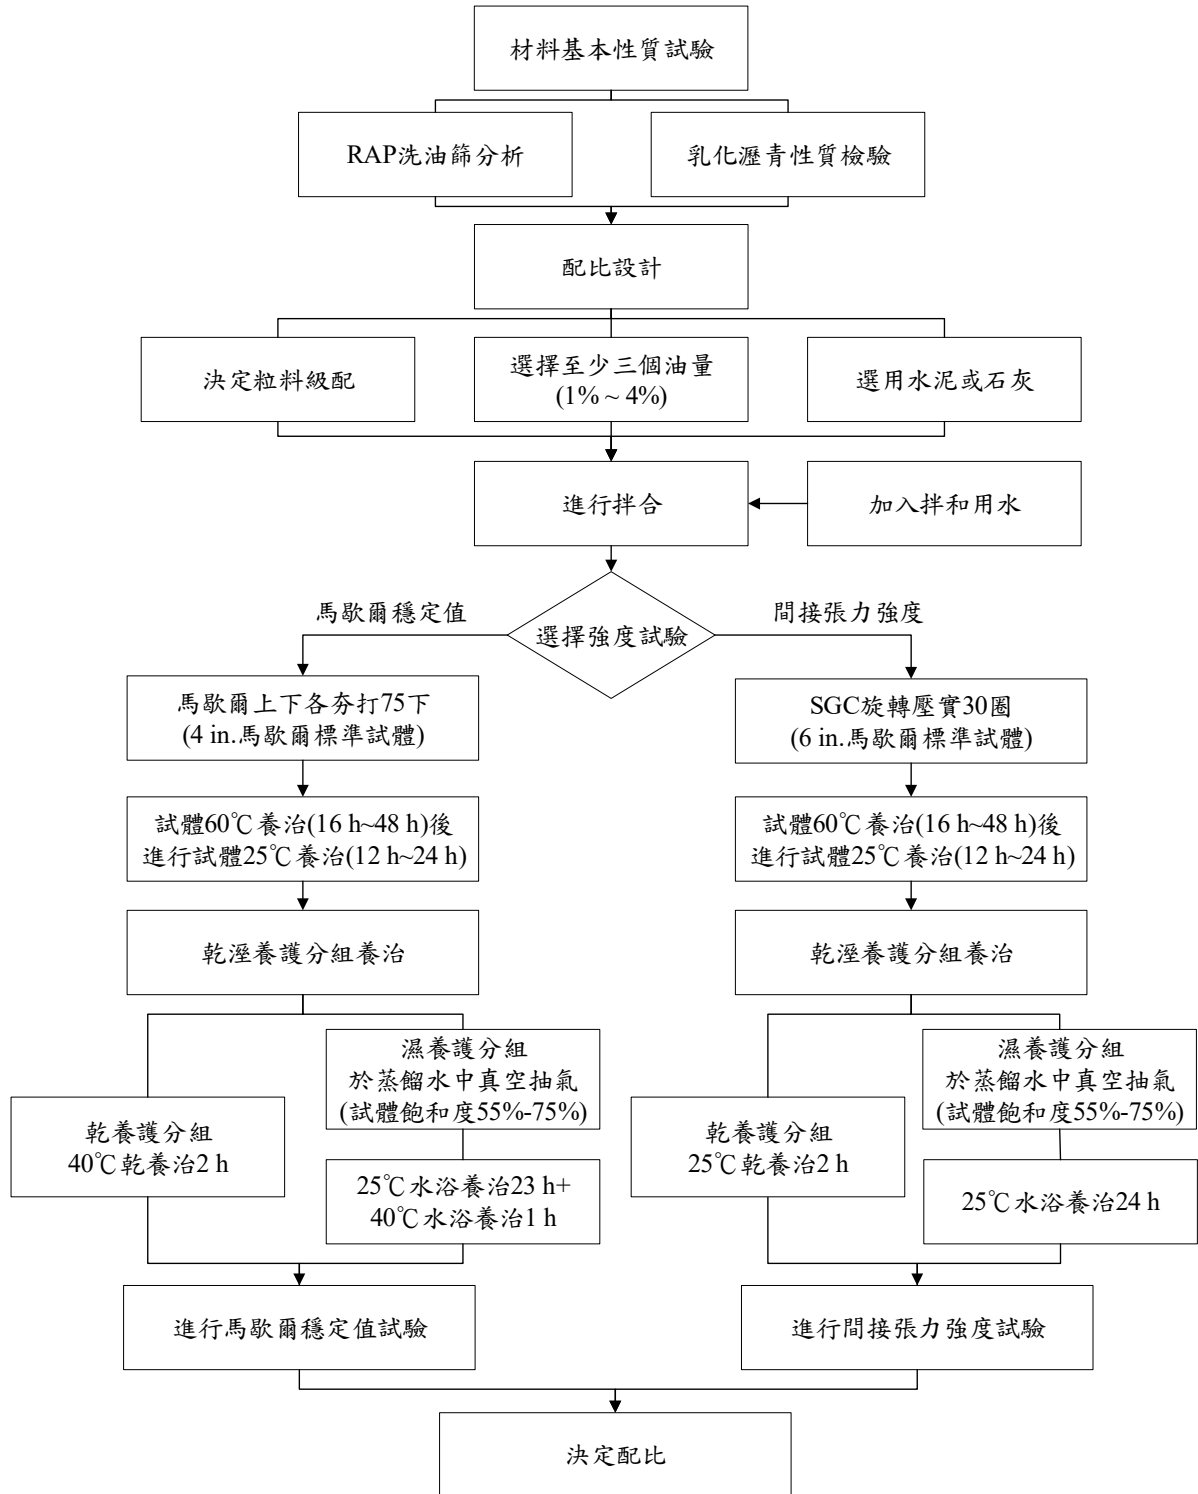 材料基本性質試驗
RAP洗油篩分析
乳化瀝青性質檢驗
配比設計
決定粒料級配
選擇至少三個油量
(1% ~ 4%)
選用水泥或石灰
進行拌合
加入拌和用水
馬歇爾穩定值
選擇強度試驗
間接張力強度
馬歇爾上下各夯打75下
(4 in.馬歇爾標準試體)
SGC旋轉壓實30圈
(6 in.馬歇爾標準試體)
試體60℃養治(16 h~48 h)後
進行試體25℃養治(12 h~24 h)
試體60℃養治(16 h~48 h)後
進行試體25℃養治(12 h~24 h)
乾溼養護分組養治
乾溼養護分組養治
乾養護分組
40℃乾養治2 h
濕養護分組
於蒸餾水中真空抽氣
(試體飽和度55%-75%)
25℃水浴養治23 h+
40℃水浴養治1 h
乾養護分組
25℃乾養治2 h
濕養護分組
於蒸餾水中真空抽氣
(試體飽和度55%-75%)
25℃水浴養治24 h
進行馬歇爾穩定值試驗
進行間接張力強度試驗
決定配比